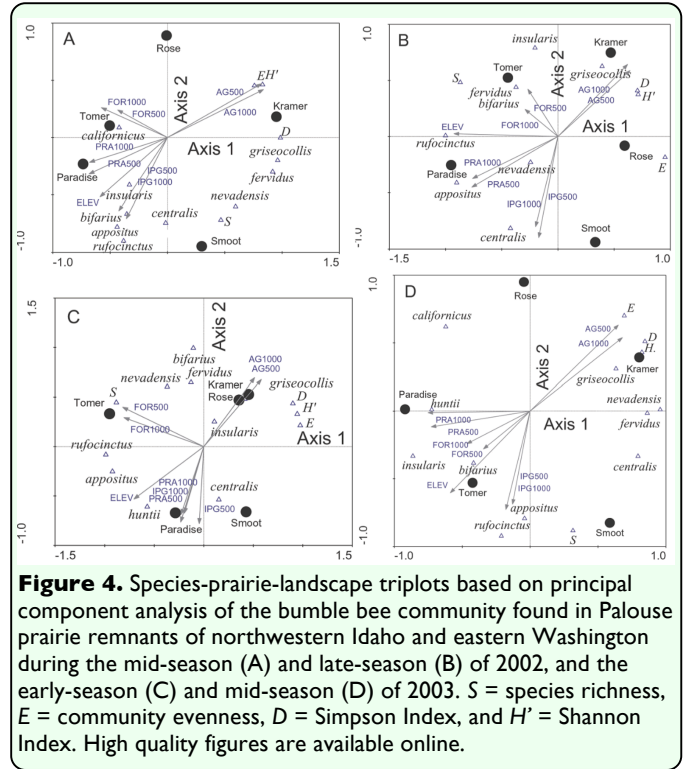 1.0
A
Rose
Axis 2
EH'
AG500
AG1000
Kramer
FOR1000
FOR500
Tomer
californicus
PRA1000
D
Axis 1
griseocollis
PRA500
Paradise
IPG500
IPG1000
fervidus
insularis
ELEV
nevadensis
bifarius
centralis
S
appositus
rufocinctus
Smoot
-1.0
-1.0
1.5
1.0
B
insularis
Kramer
Tomer
Axis 2
griseocollis
S
D
fervidus
AG1000
H'
bifarius
AG500
FOR500
FOR1000
ELEV
Axis 1
rufocinctus
Rose
PRA1000
nevadensis
E
Paradise
PRA500
appositus
IPG500
IPG1000
centralis
Smoot
-1.0
-1.5
1.0
1.5
C
Axis 2
bifarius
AG1000
fervidus
AG500
nevadensis
Kramer
griseocollis
S
Rose
D
Tomer
FOR500
H'
FOR1000
E
insularis
Axis 1
rufocinctus
appositus
PRA1000
centralis
IPG1000
ELEV
PRA500
IPG500
huntii
Paradise
Smoot
-1.0
-1.5
1.5
1.0
D
Rose
californicus
E
AG500
D
AG1000
H.
Axis 2
Kramer
griseocollis
Paradise
huntii
nevadensis
PRA1000
Axis 1
fervidus
PRA500
FOR1000
FOR500
insularis
bifarius
centralis
IPG500
ELEV
Tomer
IPG1000
appositus
rufocinctus
Smoot
S
-1.0
-1.0
1.0
Figure 4. Species-prairie-landscape triplots based on principal
component analysis of the bumble bee community found in Palouse
prairie remnants of northwestern Idaho and eastern Washington
during the mid-season (A) and late-season (B) of 2002, and the
early-season (C) and mid-season (D) of 2003. S = species richness,
E = community evenness, D = Simpson Index, and H' = Shannon
Index. High quality figures are available online.